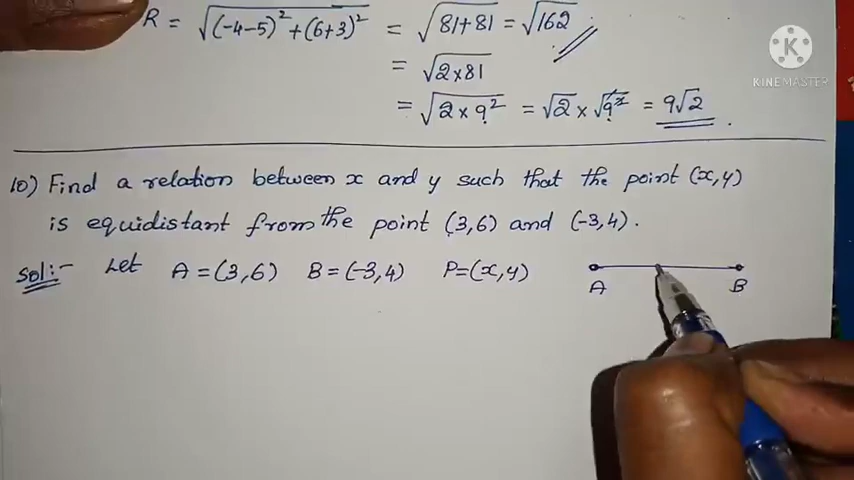 R = √(-4-5)²+(6+3)² = √81+81 = √162
= √2×81
= √2×9² = √2 × √9² = 9√2 .
KINEMASTER
10) Find a relation between x and y such that the point (x,y)
is equidistant from the point (3,6) and (-3,4).
Sol:- Let A=(3,6) B=(-3,4) P=(x,y)
A B